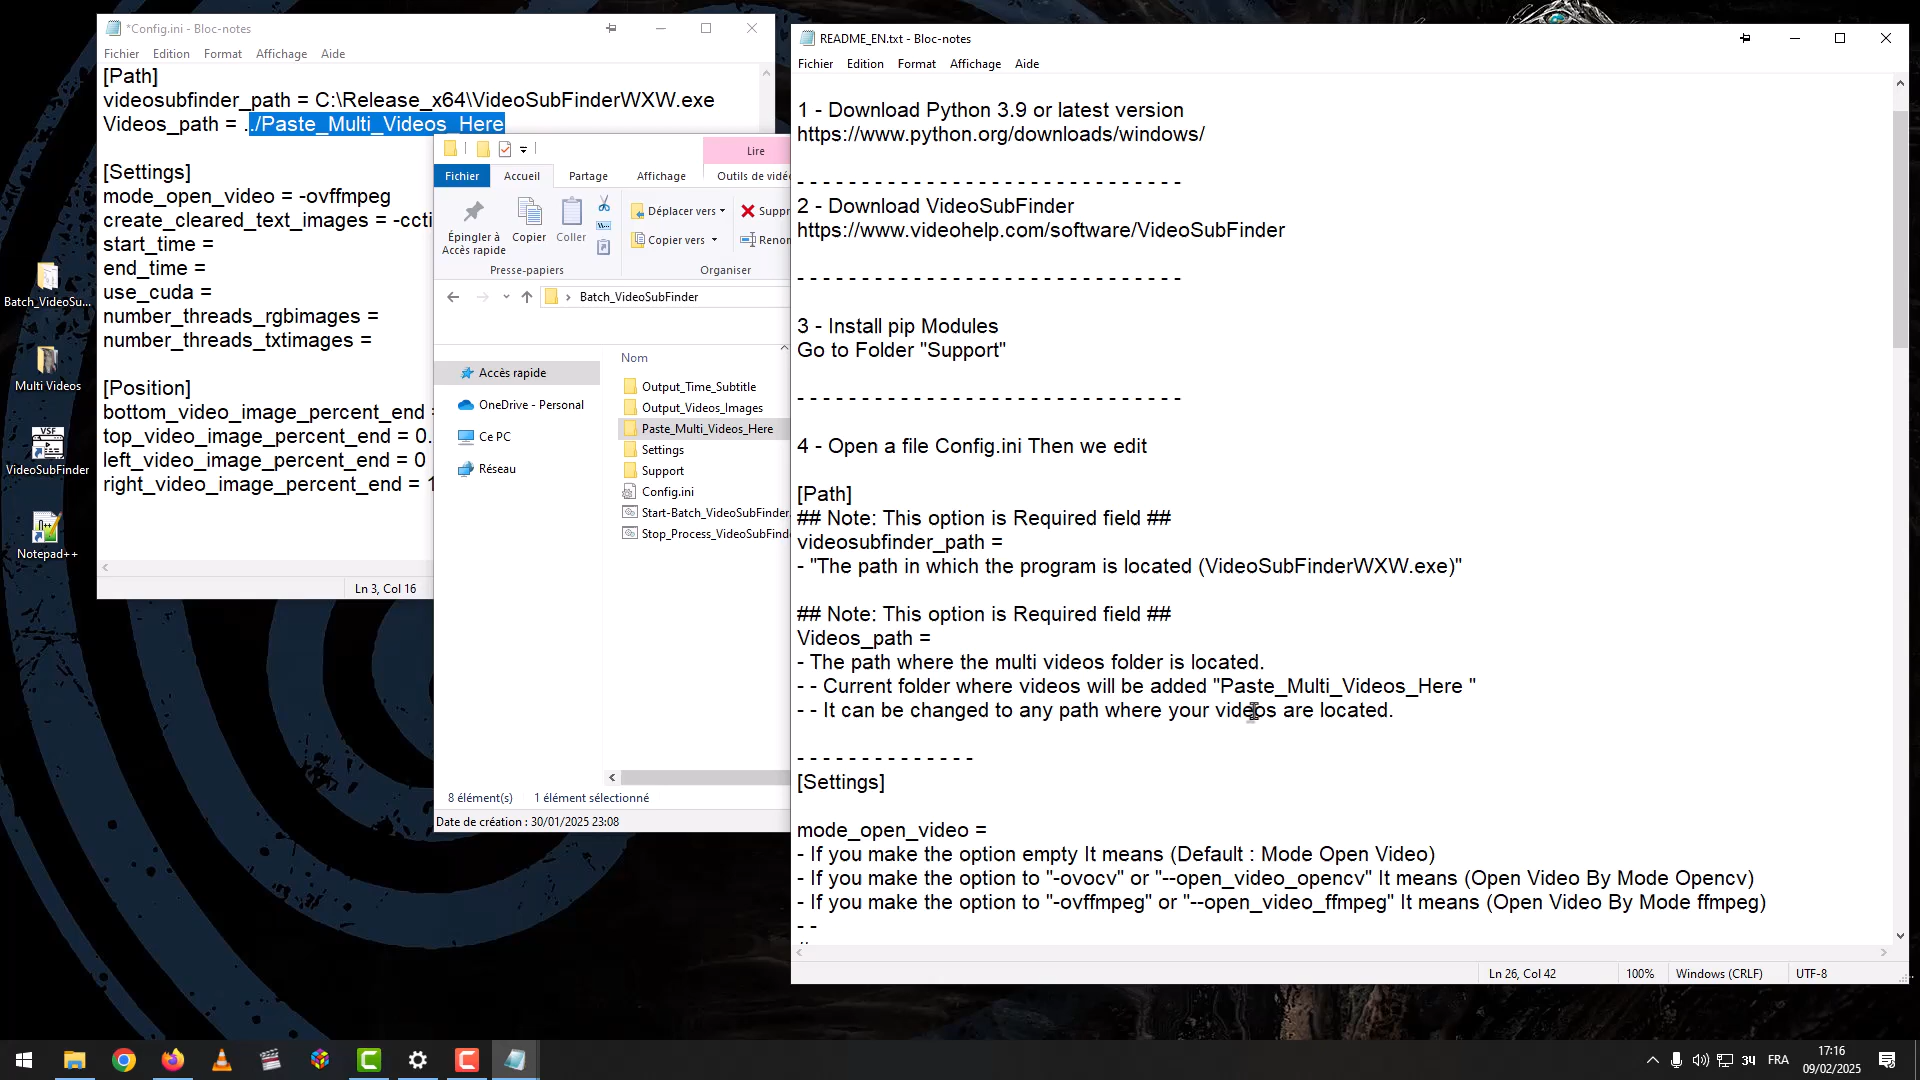 *Config.ini - Bloc-notes
Fichier Edition Format Affichage Aide
[Path]
videosubfinder_path = C:\Release_x64\VideoSubFinderWXW.exe
Videos_path = ../Paste_Multi_Videos_Here
[Settings]
mode_open_video = -ovffmpeg
create_cleared_text_images = -ccti
start_time =
end_time =
use_cuda =
number_threads_rgbimages =
number_threads_txtimages =
[Position]
bottom_video_image_percent_end =
top_video_image_percent_end = 0.
left_video_image_percent_end = 0
right_video_image_percent_end = 1
Ln 3, Col 16
Batch_VideoSu...
Multi Videos
VSF
VideoSubFinder
Notepad++
Lire
Fichier Accueil Partage Affichage Outils de vidé
Épingler à
Accès rapide
Copier
Coller
Déplacer vers
Copier vers
Suppr
Renom
Presse-papiers
Organiser
Batch_VideoSubFinder
Accès rapide
OneDrive - Personal
Ce PC
Réseau
Nom
Output_Time_Subtitle
Output_Videos_Images
Paste_Multi_Videos_Here
Settings
Support
Config.ini
Start-Batch_VideoSubFinder
Stop_Process_VideoSubFind
8 élément(s) 1 élément sélectionné
Date de création : 30/01/2025 23:08
README_EN.txt - Bloc-notes
Fichier Edition Format Affichage Aide
1 - Download Python 3.9 or latest version
https://www.python.org/downloads/windows/
- - - - - - - - - - - - - - - - - - - - - - - - - - - - - -
2 - Download VideoSubFinder
https://www.videohelp.com/software/VideoSubFinder
- - - - - - - - - - - - - - - - - - - - - - - - - - - - - -
3 - Install pip Modules
Go to Folder "Support"
- - - - - - - - - - - - - - - - - - - - - - - - - - - - - -
4 - Open a file Config.ini Then we edit
[Path]
## Note: This option is Required field ##
videosubfinder_path =
- "The path in which the program is located (VideoSubFinderWXW.exe)"
## Note: This option is Required field ##
Videos_path =
- The path where the multi videos folder is located.
- - Current folder where videos will be added "Paste_Multi_Videos_Here "
- - It can be changed to any path where your videos are located.
- - - - - - - - - - - - - -
[Settings]
mode_open_video =
- If you make the option empty It means (Default : Mode Open Video)
- If you make the option to "-ovocv" or "--open_video_opencv" It means (Open Video By Mode Opencv)
- If you make the option to "-ovffmpeg" or "--open_video_ffmpeg" It means (Open Video By Mode ffmpeg)
- -
Ln 26, Col 42 100% Windows (CRLF) UTF-8
34 FRA
17:16
09/02/2025